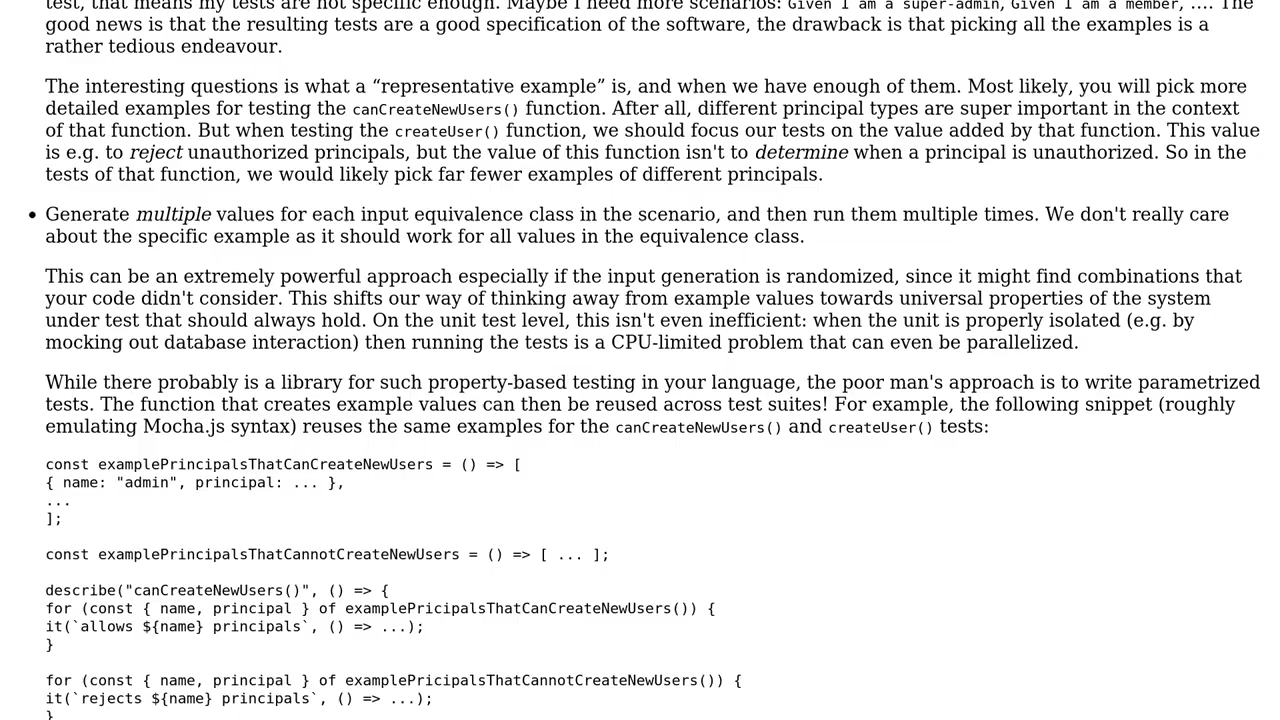 test, that means my tests are not specific enough. Maybe I need more scenarios: Given I am a super-admin, Given I am a member, …. The
good news is that the resulting tests are a good specification of the software, the drawback is that picking all the examples is a
rather tedious endeavour.
The interesting questions is what a “representative example” is, and when we have enough of them. Most likely, you will pick more
detailed examples for testing the canCreateNewUsers() function. After all, different principal types are super important in the context
of that function. But when testing the createUser() function, we should focus our tests on the value added by that function. This value
is e.g. to reject unauthorized principals, but the value of this function isn't to determine when a principal is unauthorized. So in the
tests of that function, we would likely pick far fewer examples of different principals.
• Generate multiple values for each input equivalence class in the scenario, and then run them multiple times. We don't really care
about the specific example as it should work for all values in the equivalence class.
This can be an extremely powerful approach especially if the input generation is randomized, since it might find combinations that
your code didn't consider. This shifts our way of thinking away from example values towards universal properties of the system
under test that should always hold. On the unit test level, this isn't even inefficient: when the unit is properly isolated (e.g. by
mocking out database interaction) then running the tests is a CPU-limited problem that can even be parallelized.
While there probably is a library for such property-based testing in your language, the poor man's approach is to write parametrized
tests. The function that creates example values can then be reused across test suites! For example, the following snippet (roughly
emulating Mocha.js syntax) reuses the same examples for the canCreateNewUsers() and createUser() tests:
const examplePrincipalsThatCanCreateNewUsers = () => [
{ name: "admin", principal: ... },
...
];
const examplePrincipalsThatCannotCreateNewUsers = () => [ ... ];
describe("canCreateNewUsers()", () => {
for (const { name, principal } of examplePricipalsThatCanCreateNewUsers()) {
it(`allows ${name} principals`, () => ...);
}
for (const { name, principal } of examplePricipalsThatCannotCreateNewUsers()) {
it(`rejects ${name} principals`, () => ...);
}